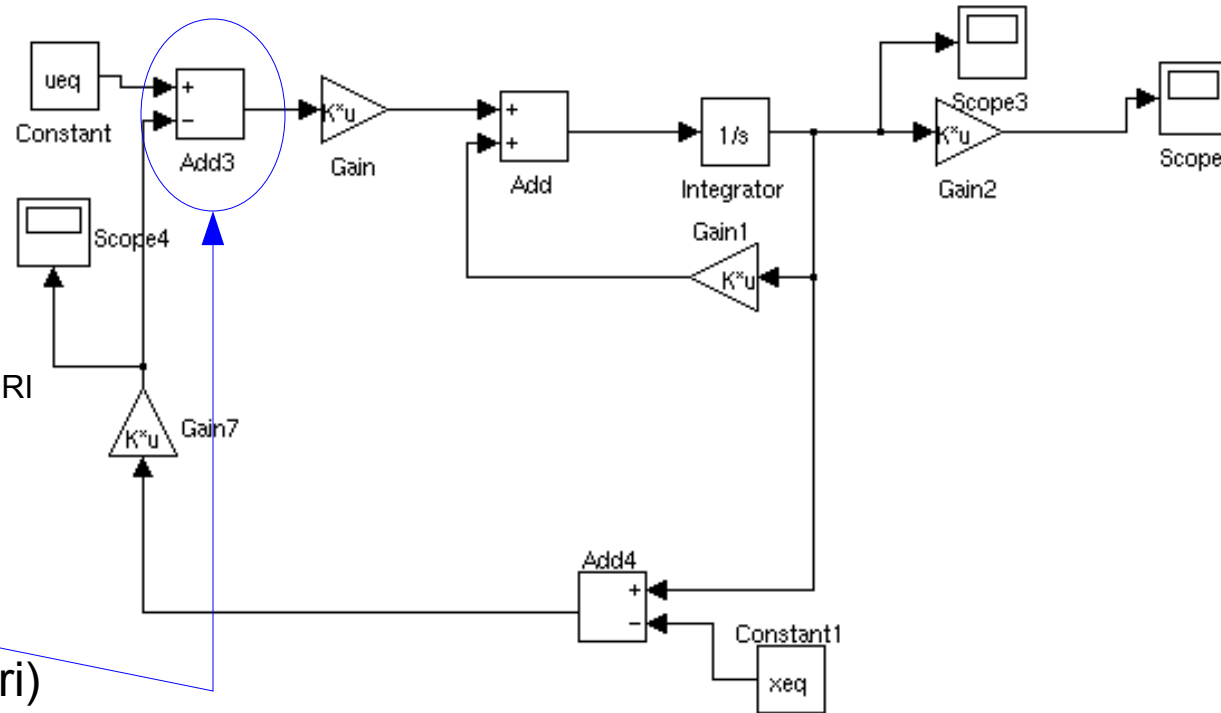 ueq
Constant
+
−
Add3
K*u
Gain
+
+
Add
1/s
Integrator
Scope3
K*u
Gain2
Scope
Scope4
Gain1
K*u
RI
K*u
Gain7
Add4
+
−
Constant1
xeq
ri)